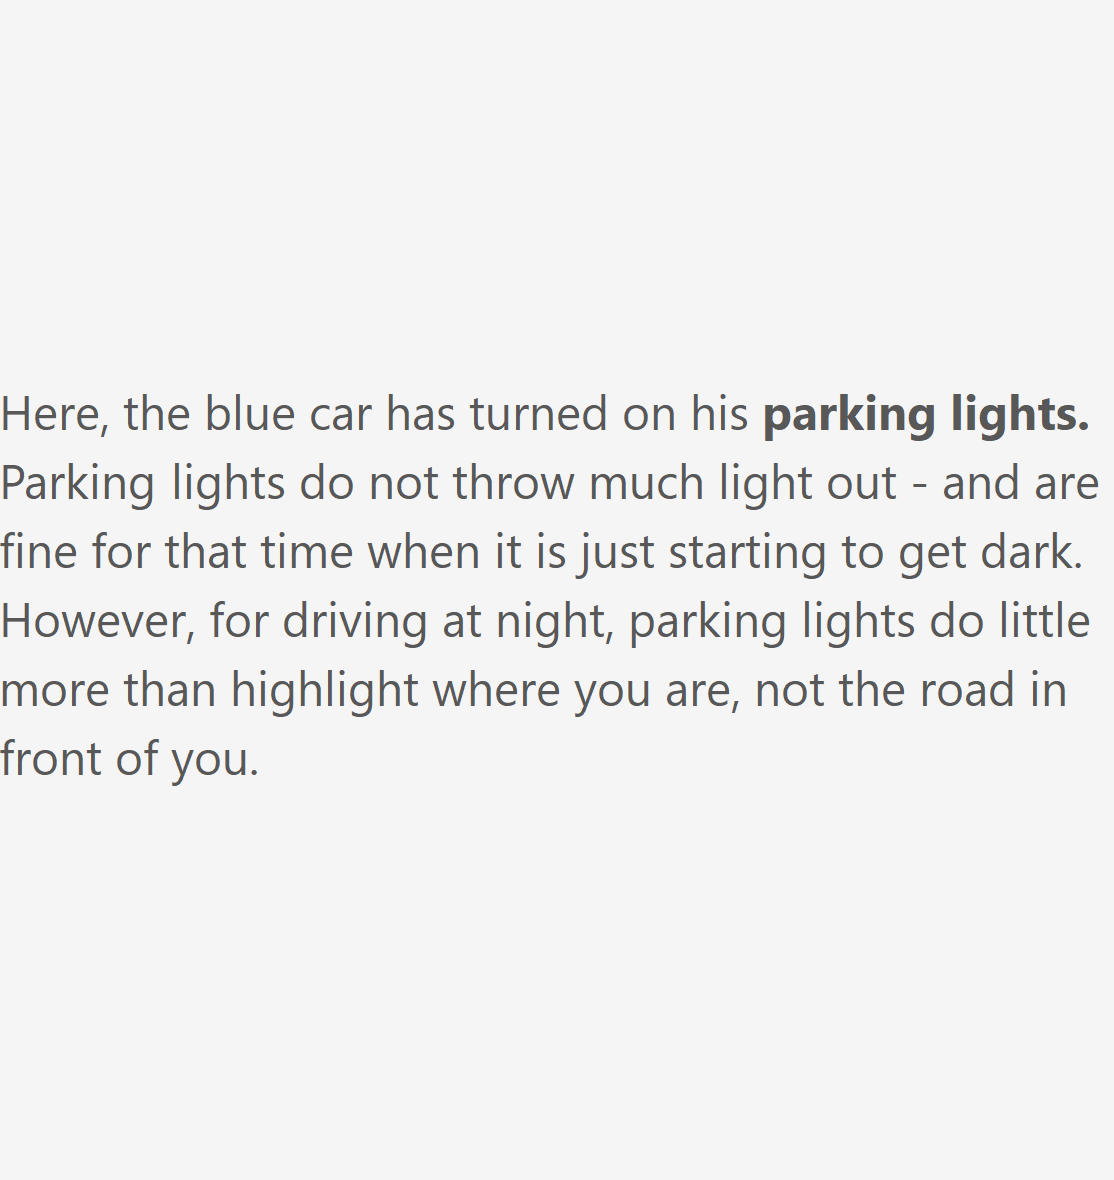 Here, the blue car has turned on his parking lights.
Parking lights do not throw much light out - and are
fine for that time when it is just starting to get dark.
However, for driving at night, parking lights do little
more than highlight where you are, not the road in
front of you.